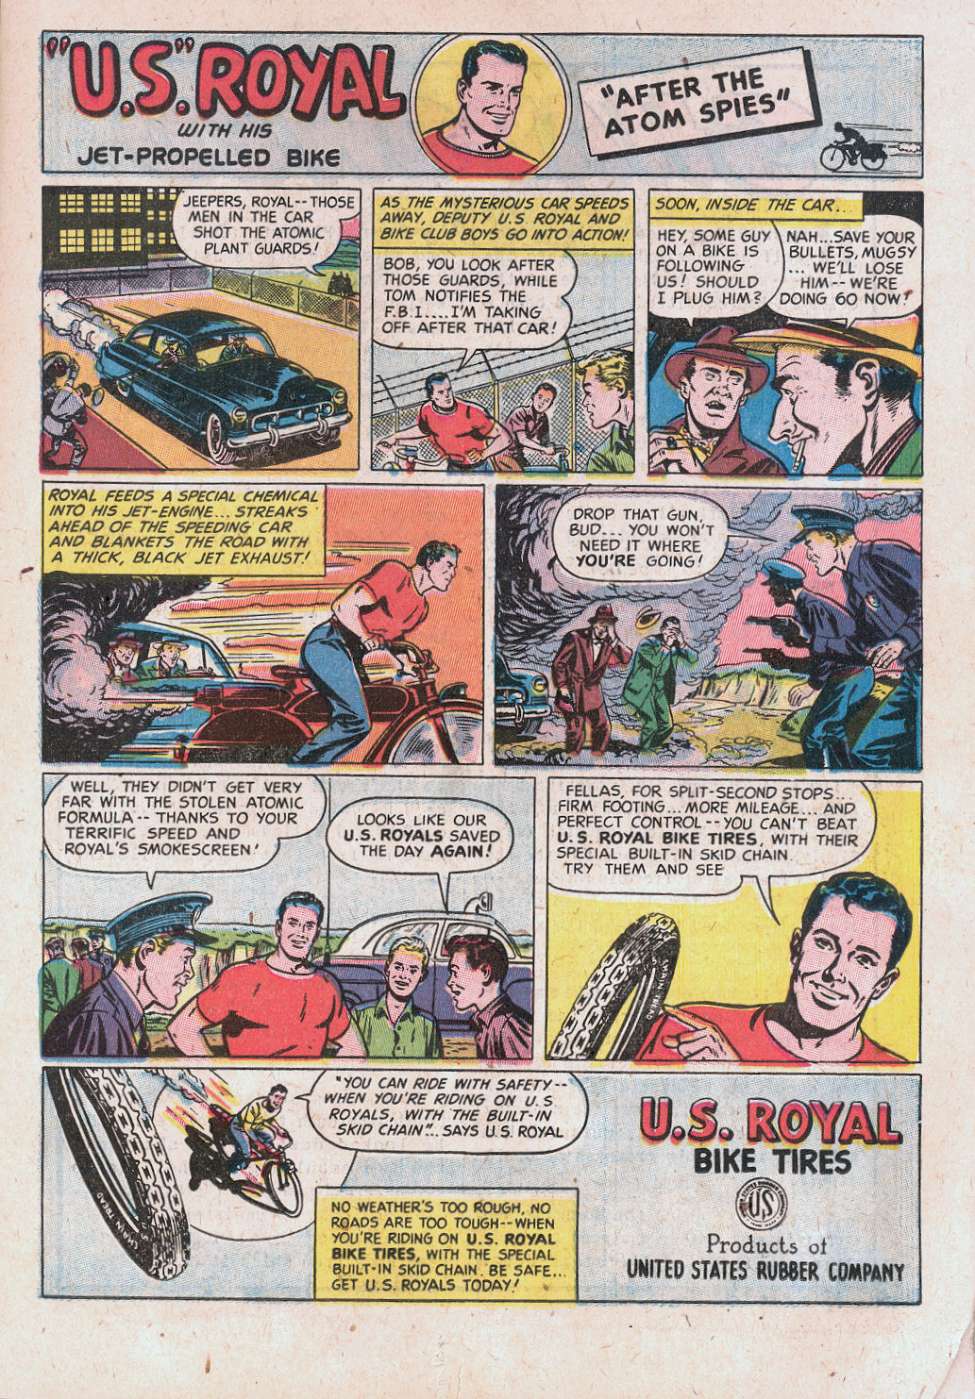 "U.S." ROYAL
WITH HIS
JET-PROPELLED BIKE
"AFTER THE
ATOM SPIES"
JEEPERS, ROYAL-- THOSE
MEN IN THE CAR
SHOT THE ATOMIC
PLANT GUARDS!
AS THE MYSTERIOUS CAR SPEEDS
AWAY, DEPUTY U.S. ROYAL AND
BIKE CLUB BOYS GO INTO ACTION!
BOB, YOU LOOK AFTER
THOSE GUARDS, WHILE
TOM NOTIFIES THE
F.B.I.... I'M TAKING
OFF AFTER THAT CAR!
SOON, INSIDE THE CAR...
HEY, SOME GUY
ON A BIKE IS
FOLLOWING
US! SHOULD
I PLUG HIM?
NAH...SAVE YOUR
BULLETS, MUGSY
... WE'LL LOSE
HIM-- WE'RE
DOING 60 NOW!
ROYAL FEEDS A SPECIAL CHEMICAL
INTO HIS JET-ENGINE... STREAKS
AHEAD OF THE SPEEDING CAR
AND BLANKETS THE ROAD WITH
A THICK, BLACK JET EXHAUST!
DROP THAT GUN,
BUD... YOU WON'T
NEED IT WHERE
YOU'RE GOING!
WELL, THEY DIDN'T GET VERY
FAR WITH THE STOLEN ATOMIC
FORMULA-- THANKS TO YOUR
TERRIFIC SPEED AND
ROYAL'S SMOKESCREEN!
LOOKS LIKE OUR
U.S. ROYALS SAVED
THE DAY AGAIN!
FELLAS, FOR SPLIT-SECOND STOPS...
FIRM FOOTING... MORE MILEAGE... AND
PERFECT CONTROL-- YOU CAN'T BEAT
U.S. ROYAL BIKE TIRES, WITH THEIR
SPECIAL BUILT-IN SKID CHAIN
TRY THEM AND SEE
CHAIN TREAD
"YOU CAN RIDE WITH SAFETY--
WHEN YOU'RE RIDING ON U.S.
ROYALS, WITH THE BUILT-IN
SKID CHAIN"... SAYS U.S. ROYAL
CHAIN TREAD
NO WEATHER'S TOO ROUGH, NO
ROADS ARE TOO TOUGH-- WHEN
YOU'RE RIDING ON U.S. ROYAL
BIKE TIRES, WITH THE SPECIAL
BUILT-IN SKID CHAIN. BE SAFE...
GET U.S. ROYALS TODAY!
U.S. ROYAL
BIKE TIRES
US
Products of
UNITED STATES RUBBER COMPANY